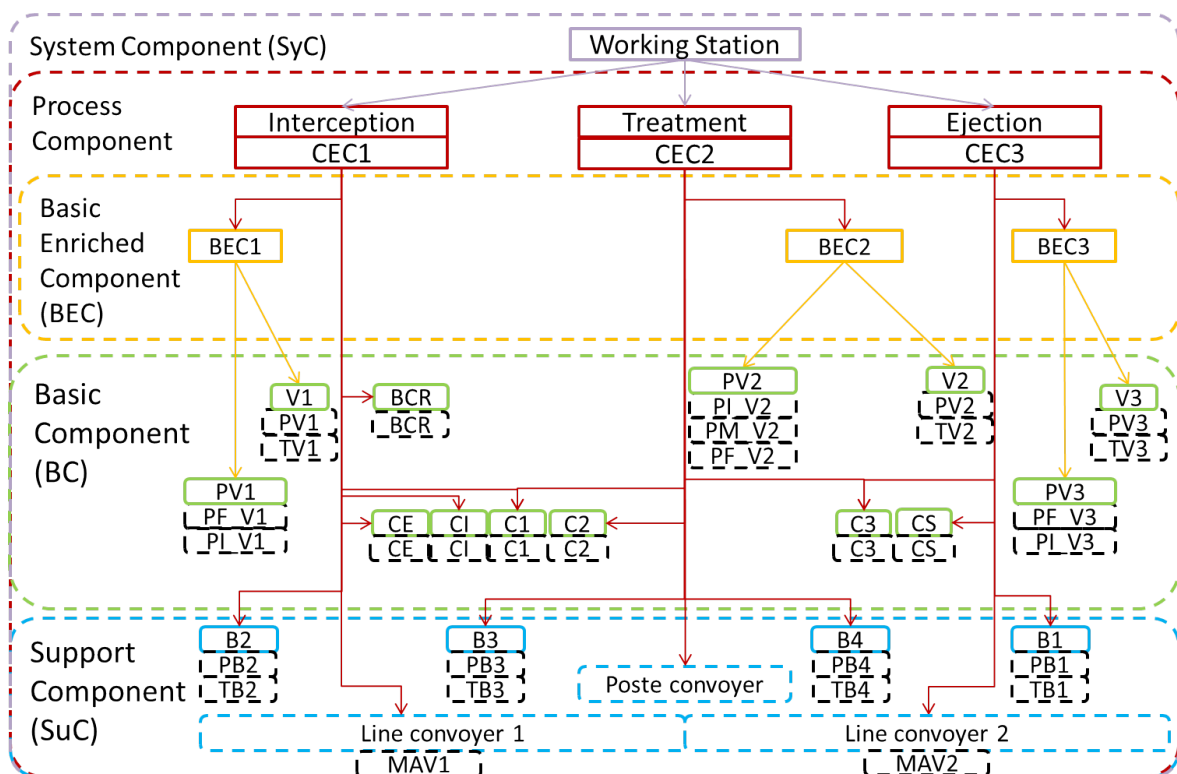 System Component (SyC)
Working Station
Process
Component
Interception
CEC1
Treatment
CEC2
Ejection
CEC3
Basic
Enriched
Component
(BEC)
BEC1
BEC2
BEC3
Basic
Component
(BC)
V1
PV1
TV1
BCR
BCR
PV2
PI_V2
PM_V2
PF_V2
V2
PV2
TV2
V3
PV3
TV3
PV1
PF_V1
PI_V1
PV3
PF_V3
PI_V3
CE
CE
CI
CI
C1
C1
C2
C2
C3
C3
CS
CS
Support
Component
(SuC)
B2
PB2
TB2
B3
PB3
TB3
Poste convoyer
B4
PB4
TB4
B1
PB1
TB1
Line convoyer 1
MAV1
Line convoyer 2
MAV2